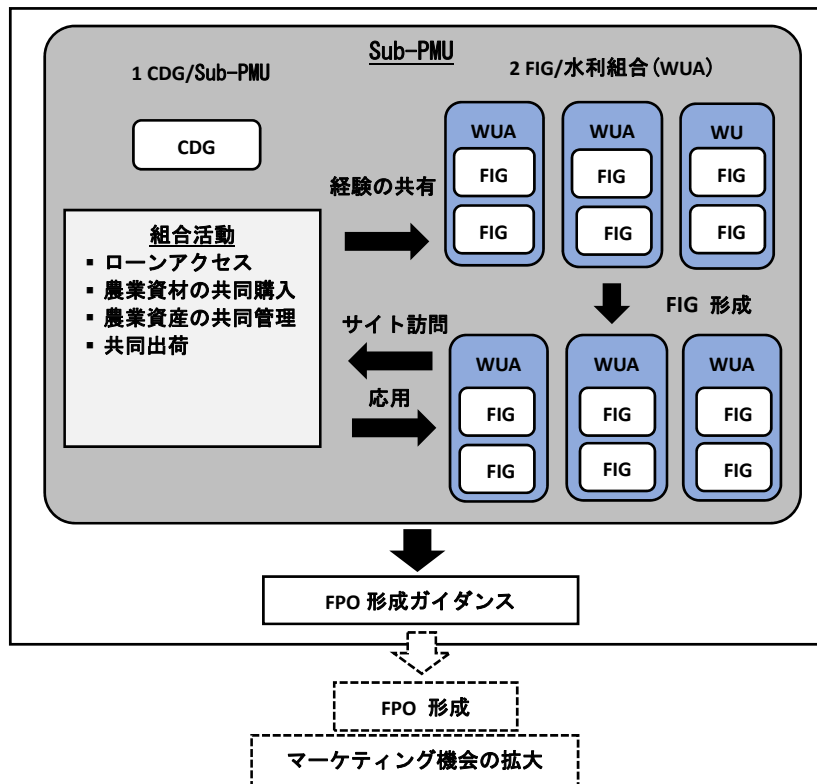 Sub-PMU
1 CDG/Sub-PMU
2 FIG/水利組合(WUA)
CDG
WUA
WUA
WU
FIG
FIG
FIG
FIG
FIG
FIG
経験の共有
組合活動
▪ ローンアクセス
▪ 農業資材の共同購入
▪ 農業資産の共同管理
▪ 共同出荷
FIG 形成
サイト訪問
応用
WUA
WUA
WUA
FIG
FIG
FIG
FIG
FIG
FIG
FPO 形成ガイダンス
FPO 形成
マーケティング機会の拡大